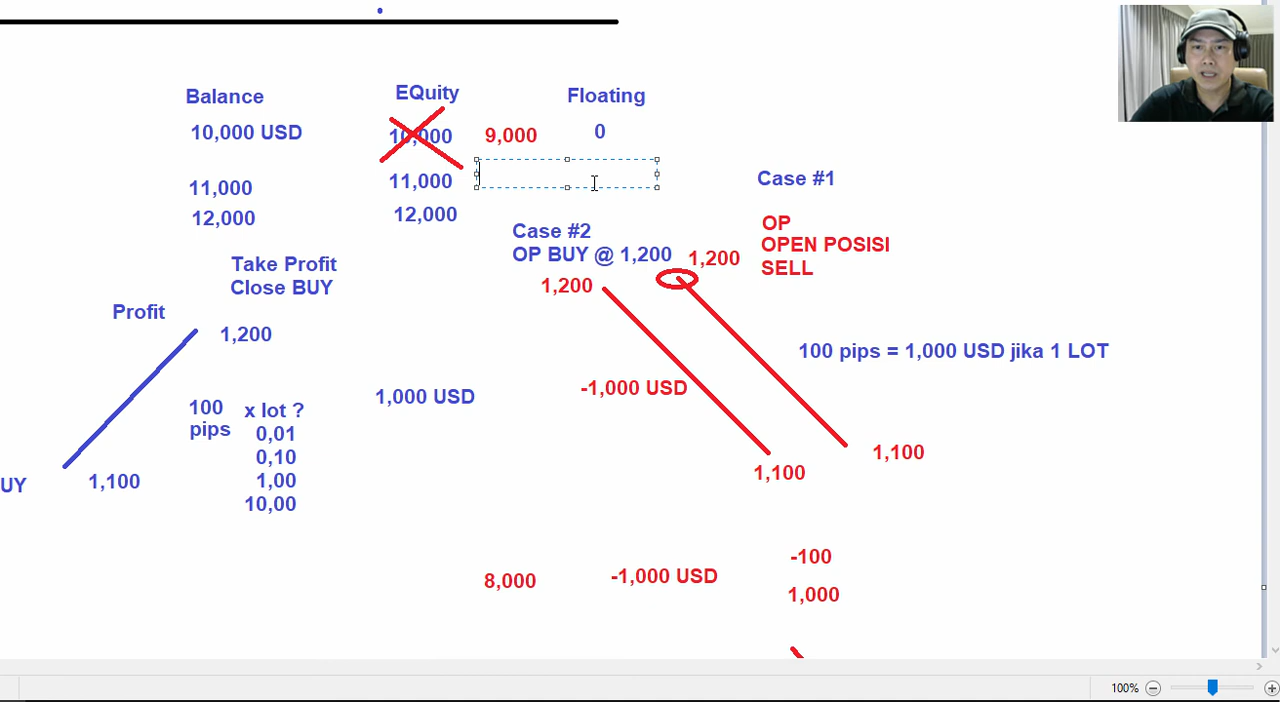 Balance
EQuity
Floating
10,000 USD
10,000
9,000
0
11,000
11,000
12,000
12,000
Case #1
OP
OPEN POSISI
SELL
Case #2
OP BUY @ 1,200
1,200
1,200
Take Profit
Close BUY
Profit
1,200
100 pips = 1,000 USD jika 1 LOT
-1,000 USD
1,000 USD
100
pips
x lot ?
0,01
0,10
1,00
10,00
UY
1,100
1,100
1,100
-100
8,000
-1,000 USD
1,000
100%